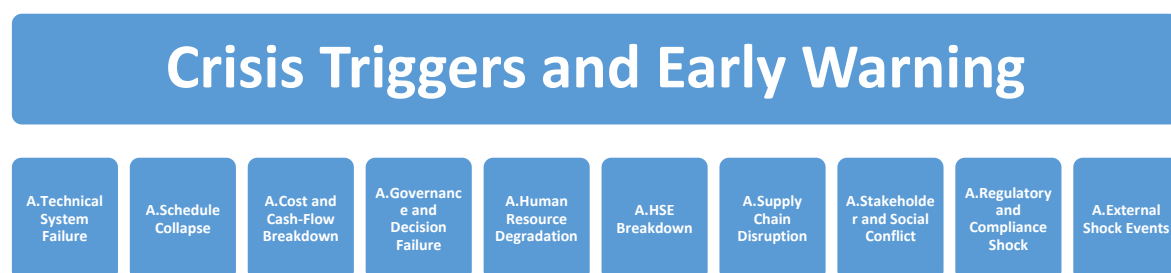 Crisis Triggers and Early Warning
A.Technical
System
Failure
A.Schedule
Collapse
A.Cost and
Cash-Flow
Breakdown
A.Governanc
e and
Decision
Failure
A.Human
Resource
Degradation
A.HSE
Breakdown
A.Supply
Chain
Disruption
A.Stakeholde
r and Social
Conflict
A.Regulatory
and
Compliance
Shock
A.External
Shock Events